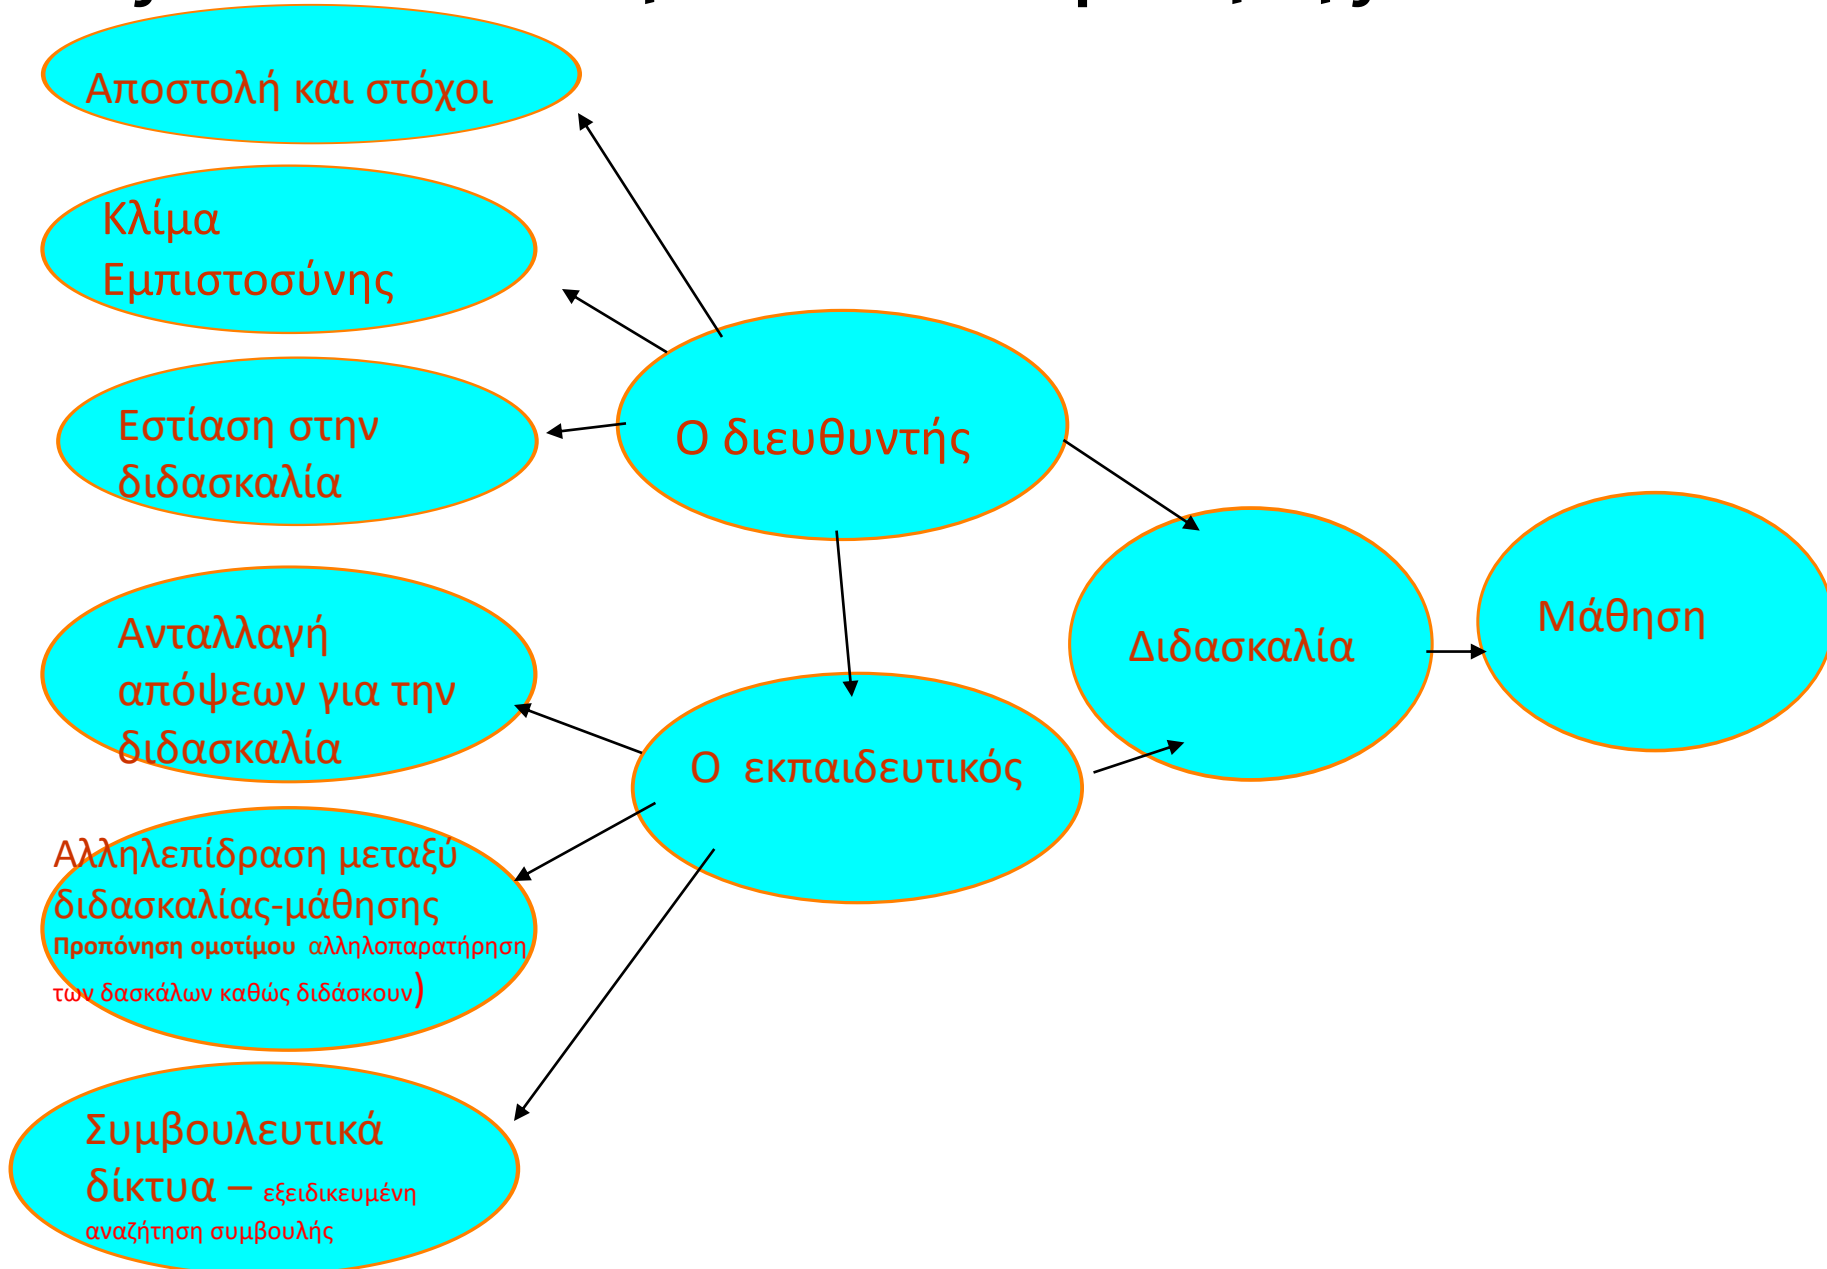 Αποστολή και στόχοι
Κλίμα
Εμπιστοσύνης
Εστίαση στην
διδασκαλία
Ο διευθυντής
Διδασκαλία
Μάθηση
Ανταλλαγή
απόψεων για την
διδασκαλία
Ο εκπαιδευτικός
Αλληλεπίδραση μεταξύ
διδασκαλίας-μάθησης
Προπόνηση ομοτίμου αλληλοπαρατήρηση
των δασκάλων καθώς διδάσκουν)
Συμβουλευτικά
δίκτυα – εξειδικευμένη
αναζήτηση συμβουλής